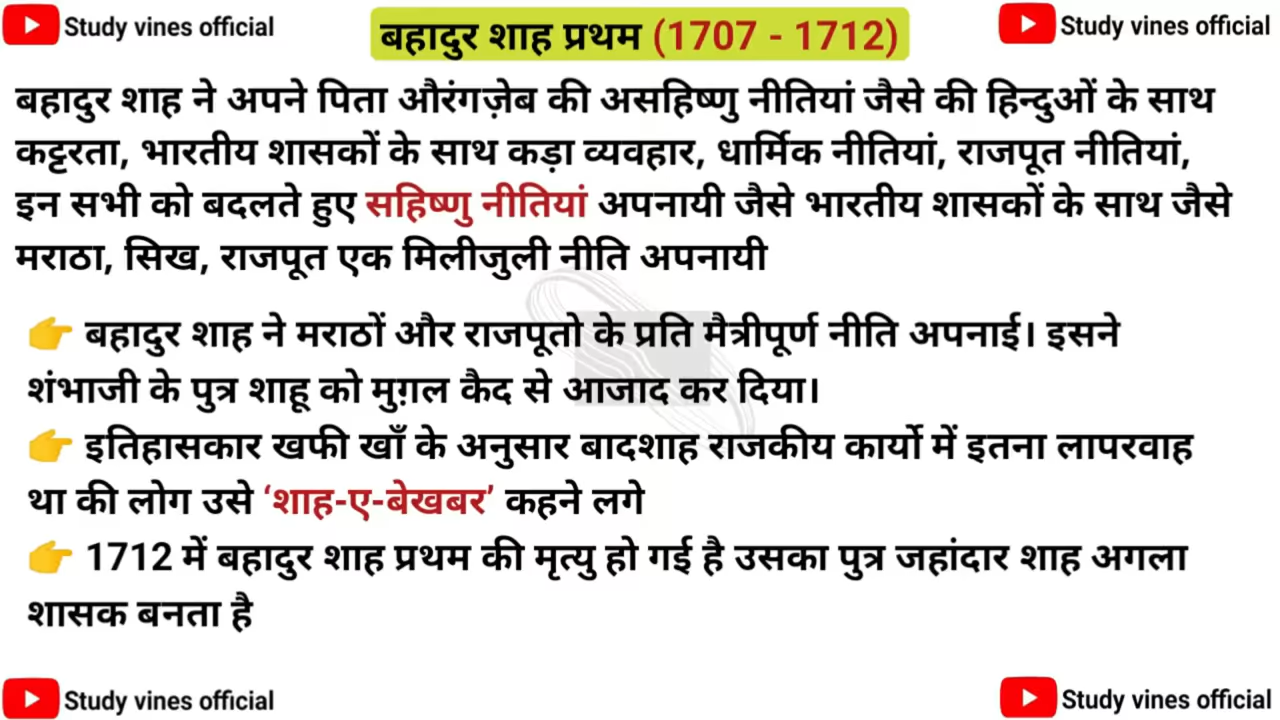 Study vines official
बहादुर शाह प्रथम (1707 - 1712)
Study vines official
बहादुर शाह ने अपने पिता औरंगज़ेब की असहिष्णु नीतियां जैसे की हिन्दुओं के साथ
कट्टरता, भारतीय शासकों के साथ कड़ा व्यवहार, धार्मिक नीतियां, राजपूत नीतियां,
इन सभी को बदलते हुए सहिष्णु नीतियां अपनायी जैसे भारतीय शासकों के साथ जैसे
मराठा, सिख, राजपूत एक मिलीजुली नीति अपनायी
👉 बहादुर शाह ने मराठों और राजपूतो के प्रति मैत्रीपूर्ण नीति अपनाई। इसने
शंभाजी के पुत्र शाहू को मुग़ल कैद से आजाद कर दिया।
👉 इतिहासकार खफी खाँ के अनुसार बादशाह राजकीय कार्यो में इतना लापरवाह
था की लोग उसे ‘शाह-ए-बेखबर’ कहने लगे
👉 1712 में बहादुर शाह प्रथम की मृत्यु हो गई है उसका पुत्र जहांदार शाह अगला
शासक बनता है
Study vines official
Study vines official